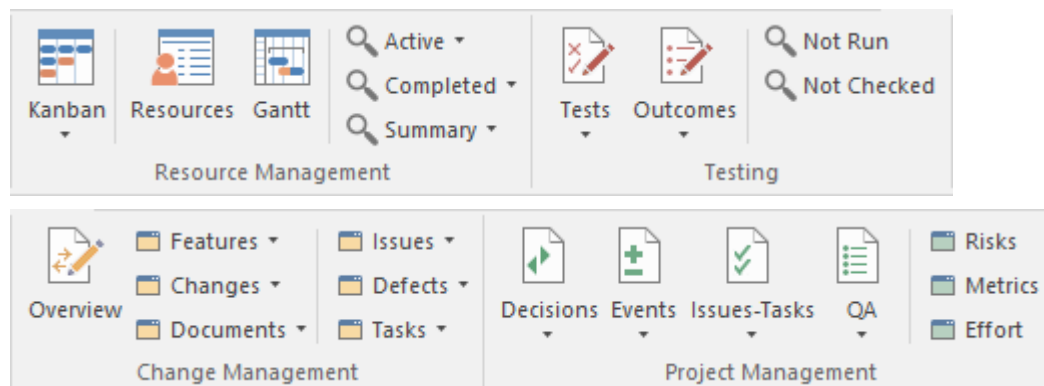 Kanban
Resources
Gantt
Active
Completed
Summary
Resource Management
Tests
Outcomes
Not Run
Not Checked
Testing
Overview
Features
Changes
Documents
Issues
Defects
Tasks
Change Management
Decisions
Events
Issues-Tasks
QA
Risks
Metrics
Effort
Project Management